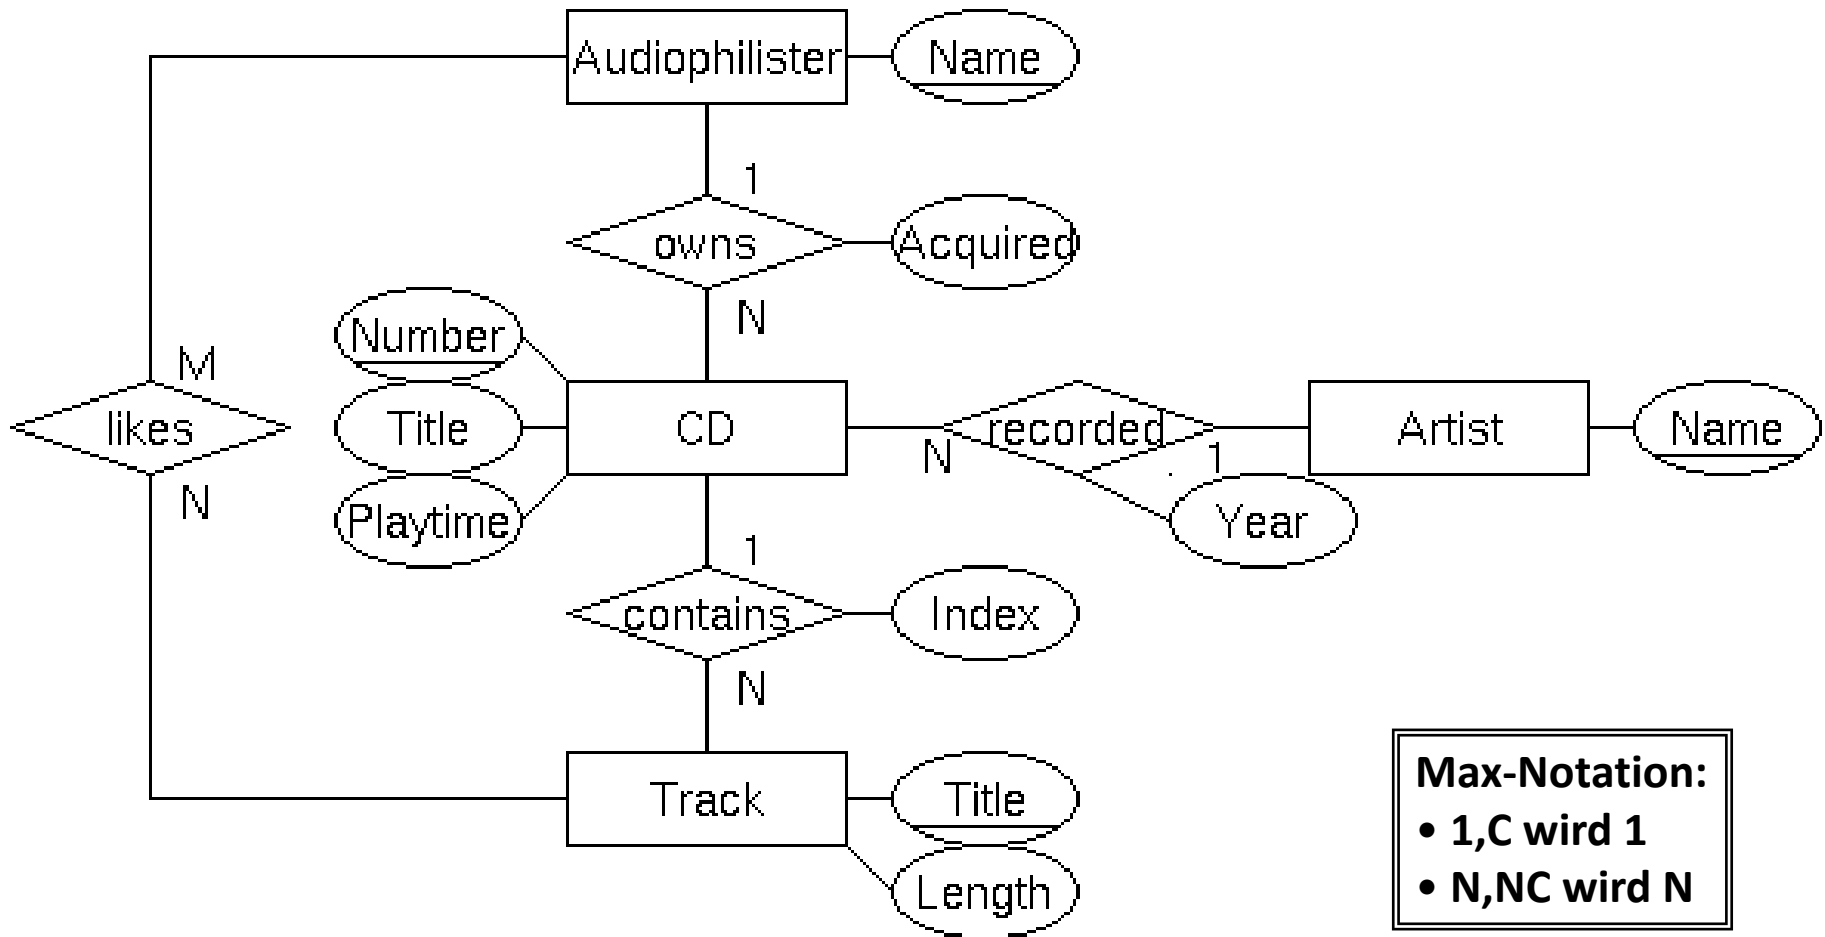 Audiophilister
Name
1
owns
Acquired
N
Number
M
likes
Title
CD
recorded
Artist
Name
N
1
N
Playtime
Year
1
contains
Index
N
Track
Title
Length
Max-Notation:
• 1,C wird 1
• N,NC wird N